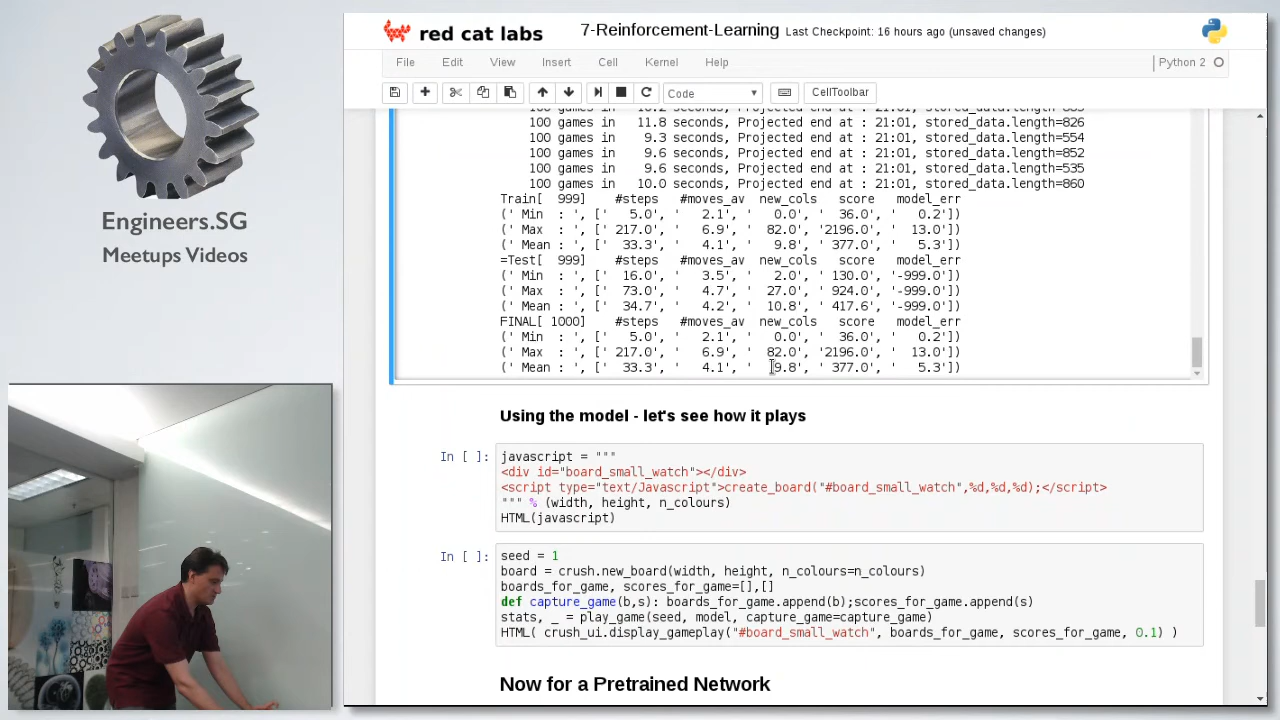 red cat labs
7-Reinforcement-Learning Last Checkpoint: 16 hours ago (unsaved changes)
File Edit View Insert Cell Kernel Help
Python 2
Code
CellToolbar
Engineers.SG
Meetups Videos
100 games in 11.8 seconds, Projected end at : 21:01, stored_data.length=826
100 games in 9.3 seconds, Projected end at : 21:01, stored_data.length=554
100 games in 9.6 seconds, Projected end at : 21:01, stored_data.length=852
100 games in 9.6 seconds, Projected end at : 21:01, stored_data.length=535
100 games in 10.0 seconds, Projected end at : 21:01, stored_data.length=860
Train[ 999] #steps #moves_av new_cols score model_err
(' Min : ', [' 5.0', ' 2.1', ' 0.0', ' 36.0', ' 0.2'])
(' Max : ', [' 217.0', ' 6.9', ' 82.0', '2196.0', ' 13.0'])
(' Mean : ', [' 33.3', ' 4.1', ' 9.8', ' 377.0', ' 5.3'])
=Test[ 999] #steps #moves_av new_cols score model_err
(' Min : ', [' 16.0', ' 3.5', ' 2.0', ' 130.0', '-999.0'])
(' Max : ', [' 73.0', ' 4.7', ' 27.0', ' 924.0', '-999.0'])
(' Mean : ', [' 34.7', ' 4.2', ' 10.8', ' 417.6', '-999.0'])
FINAL[ 1000] #steps #moves_av new_cols score model_err
(' Min : ', [' 5.0', ' 2.1', ' 0.0', ' 36.0', ' 0.2'])
(' Max : ', [' 217.0', ' 6.9', ' 82.0', '2196.0', ' 13.0'])
(' Mean : ', [' 33.3', ' 4.1', ' 9.8', ' 377.0', ' 5.3'])
Using the model - let's see how it plays
In [ ]: javascript = """
<div id="board_small_watch"></div>
<script type="text/Javascript">create_board("#board_small_watch",%d,%d,%d);</script>
""" % (width, height, n_colours)
HTML(javascript)
In [ ]: seed = 1
board = crush.new_board(width, height, n_colours=n_colours)
boards_for_game, scores_for_game=[],[]
def capture_game(b,s): boards_for_game.append(b);scores_for_game.append(s)
stats, _ = play_game(seed, model, capture_game=capture_game)
HTML( crush_ui.display_gameplay("#board_small_watch", boards_for_game, scores_for_game, 0.1) )
Now for a Pretrained Network